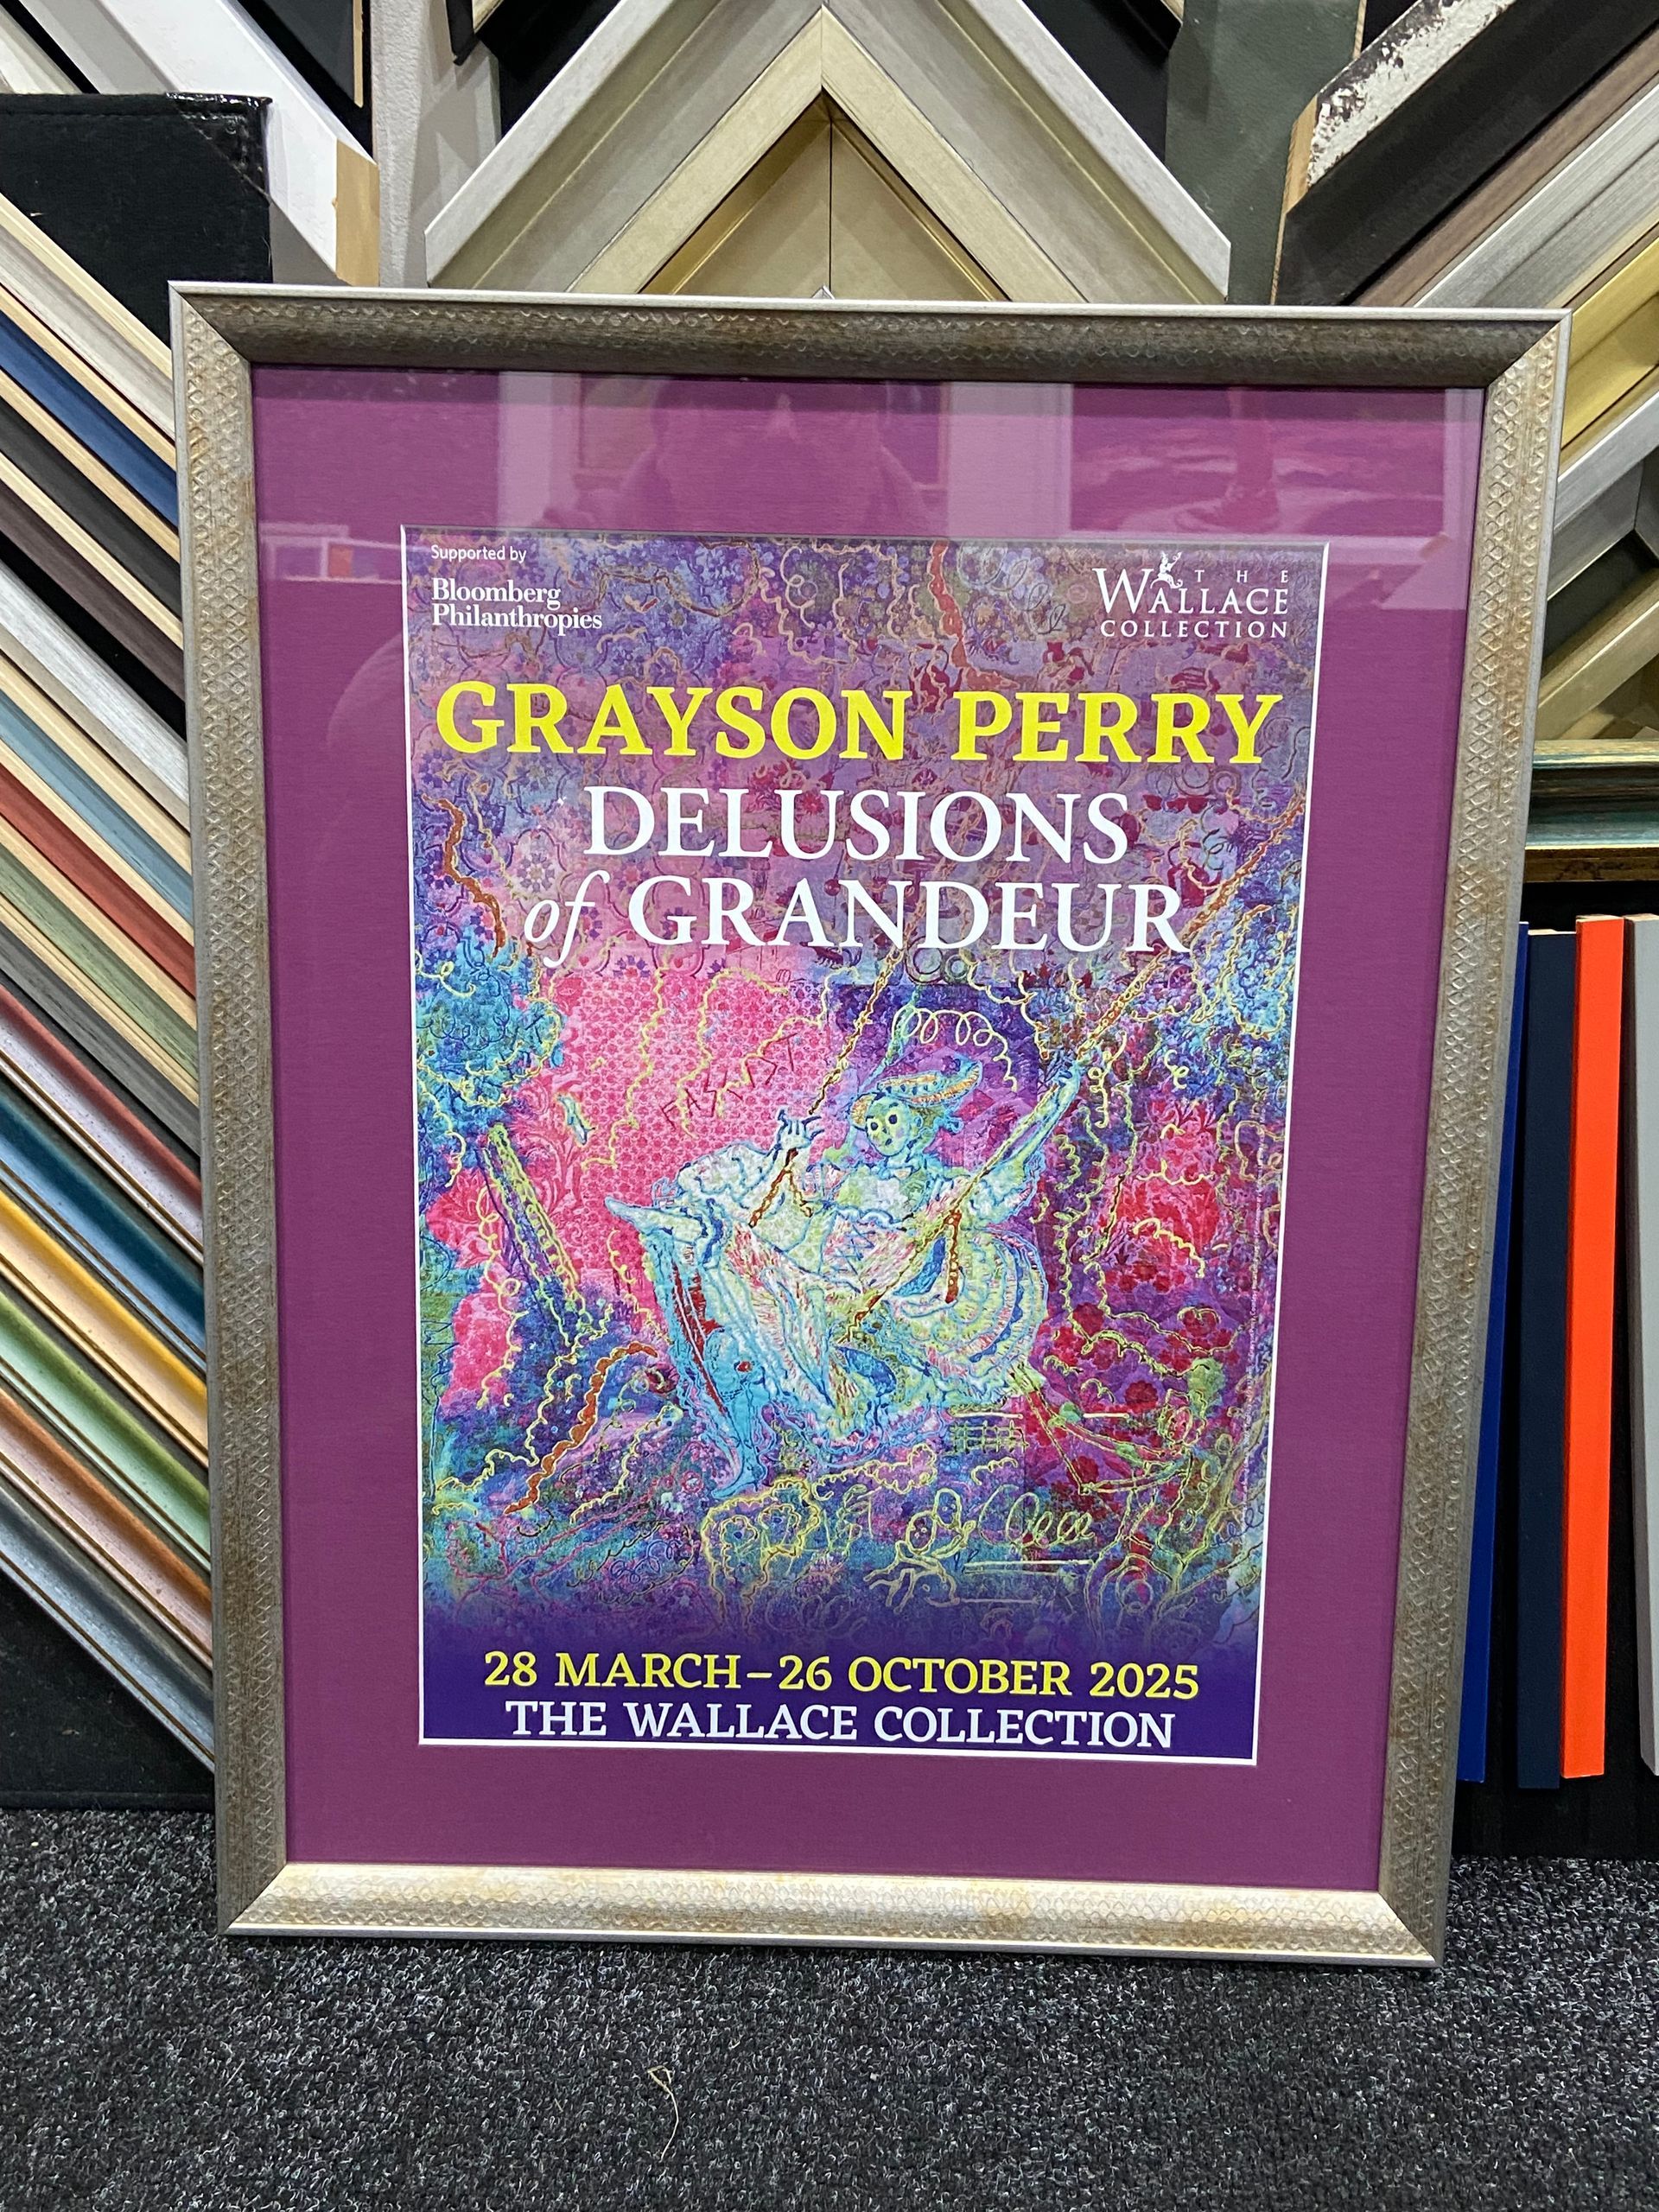 Supported by
Bloomberg
Philanthropies
THE
WALLACE
COLLECTION
GRAYSON PERRY
DELUSIONS
of GRANDEUR
FASCIST
28 MARCH–26 OCTOBER 2025
THE WALLACE COLLECTION